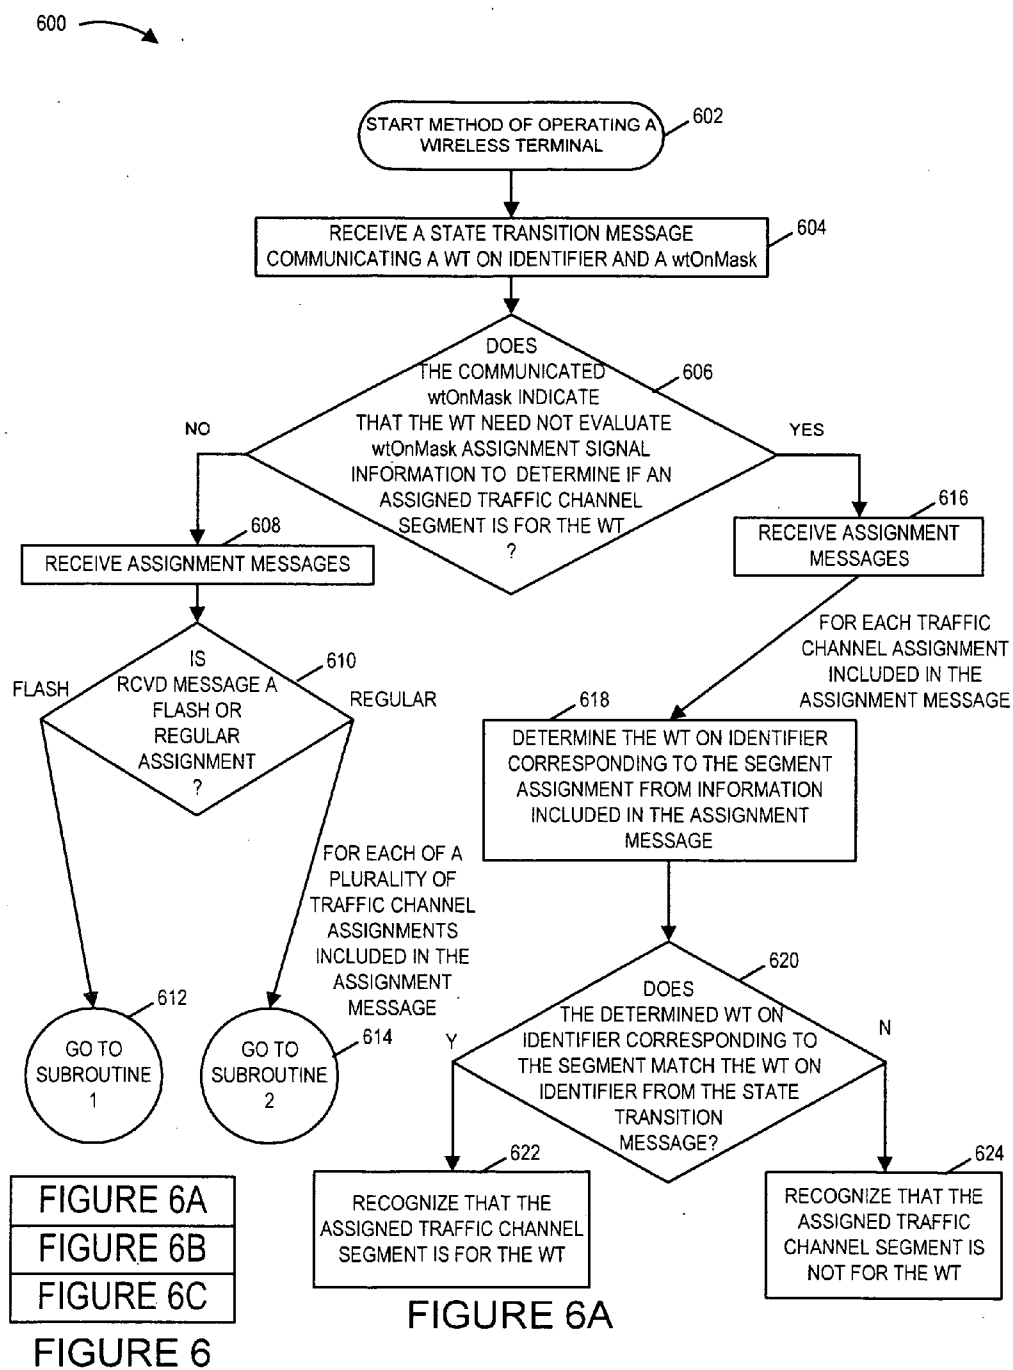 600
START METHOD OF OPERATING A
WIRELESS TERMINAL
602
RECEIVE A STATE TRANSITION MESSAGE
COMMUNICATING A WT ON IDENTIFIER AND A wtOnMask
604
DOES
THE COMMUNICATED
wtOnMask INDICATE
THAT THE WT NEED NOT EVALUATE
wtOnMask ASSIGNMENT SIGNAL
INFORMATION TO DETERMINE IF AN
ASSIGNED TRAFFIC CHANNEL
SEGMENT IS FOR THE WT
?
606
NO
YES
608
RECEIVE ASSIGNMENT MESSAGES
616
RECEIVE ASSIGNMENT
MESSAGES
FOR EACH TRAFFIC
CHANNEL ASSIGNMENT
INCLUDED IN THE
ASSIGNMENT MESSAGE
IS
RCVD MESSAGE A
FLASH OR
REGULAR
ASSIGNMENT
?
610
FLASH
REGULAR
618
DETERMINE THE WT ON IDENTIFIER
CORRESPONDING TO THE SEGMENT
ASSIGNMENT FROM INFORMATION
INCLUDED IN THE ASSIGNMENT
MESSAGE
FOR EACH OF A
PLURALITY OF
TRAFFIC CHANNEL
ASSIGNMENTS
INCLUDED IN THE
ASSIGNMENT
MESSAGE
612
GO TO
SUBROUTINE
1
614
GO TO
SUBROUTINE
2
620
DOES
THE DETERMINED WT ON
IDENTIFIER CORRESPONDING TO
THE SEGMENT MATCH THE WT ON
IDENTIFIER FROM THE STATE
TRANSITION
MESSAGE?
Y
N
622
RECOGNIZE THAT THE
ASSIGNED TRAFFIC CHANNEL
SEGMENT IS FOR THE WT
624
RECOGNIZE THAT THE
ASSIGNED TRAFFIC
CHANNEL SEGMENT IS
NOT FOR THE WT
FIGURE 6A
FIGURE 6B
FIGURE 6C
FIGURE 6
FIGURE 6A